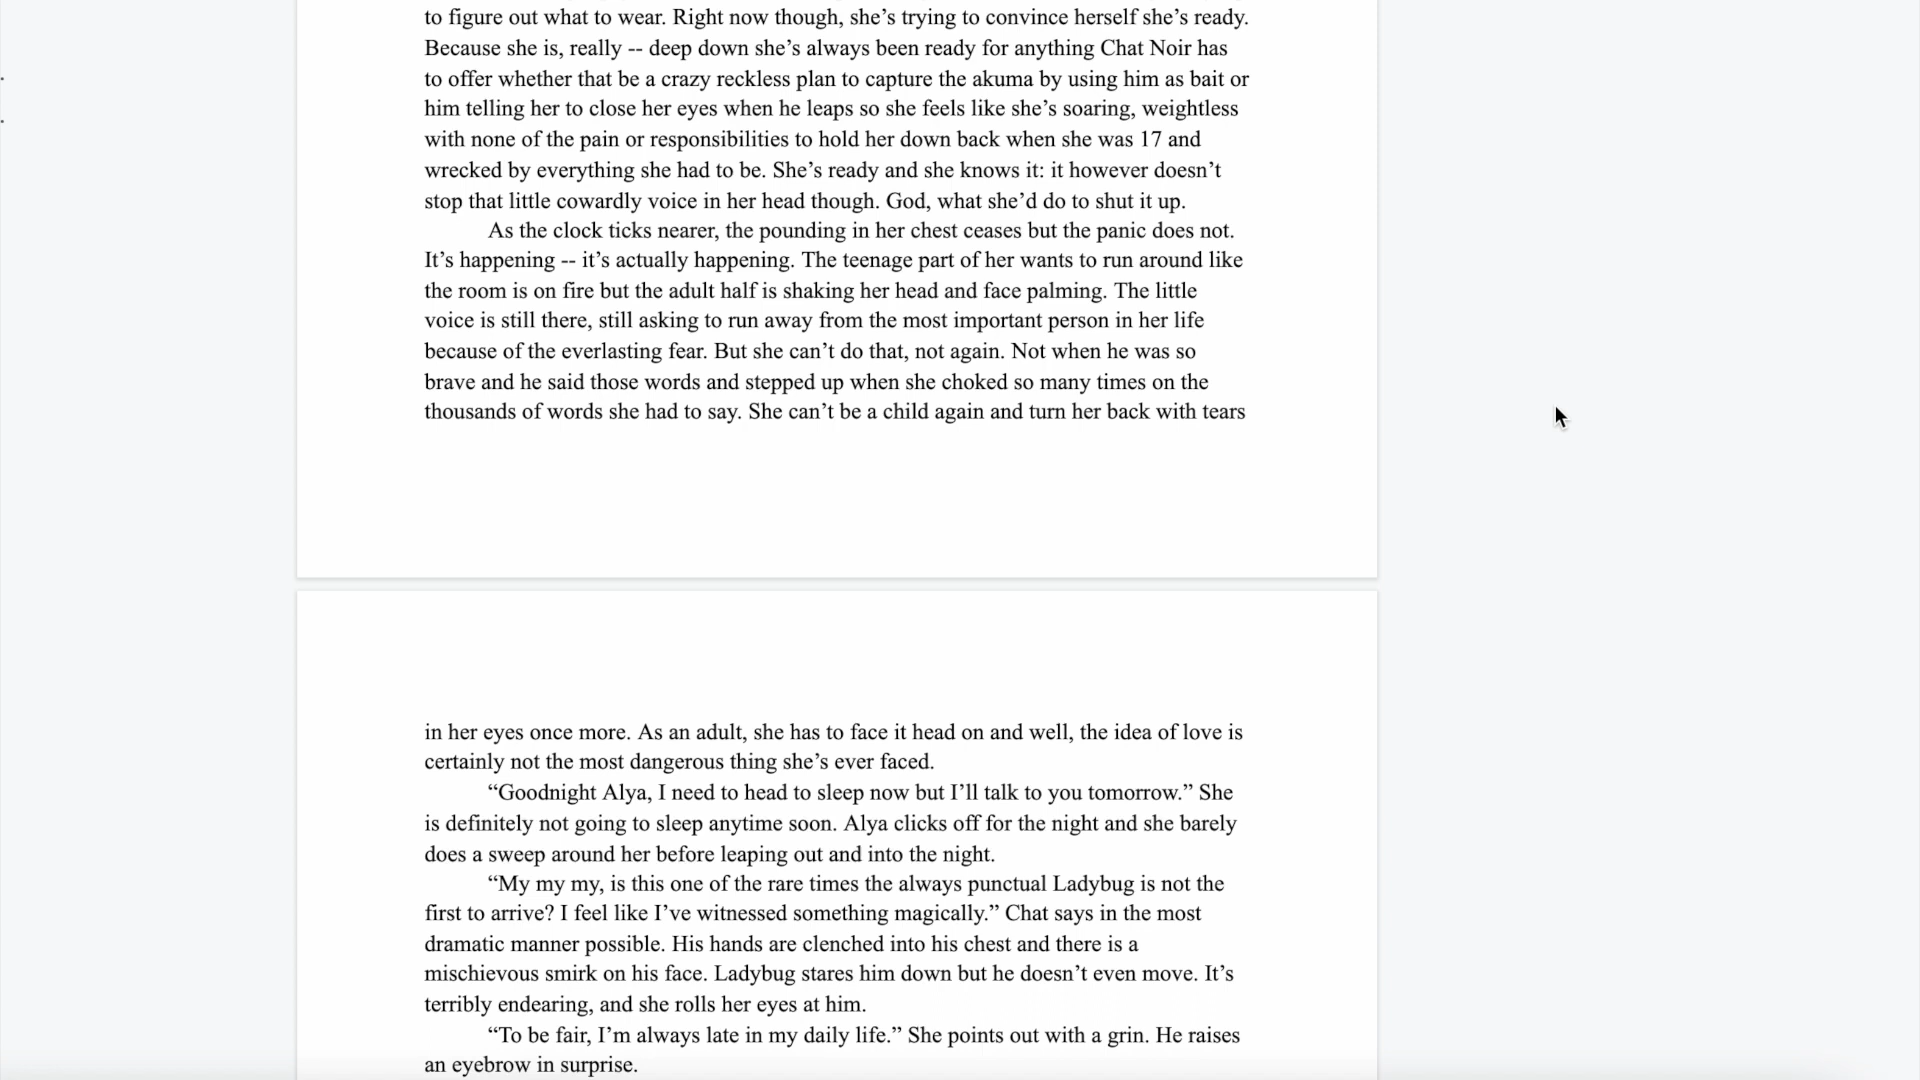 to figure out what to wear. Right now though, she’s trying to convince herself she’s ready.
Because she is, really -- deep down she’s always been ready for anything Chat Noir has
to offer whether that be a crazy reckless plan to capture the akuma by using him as bait or
him telling her to close her eyes when he leaps so she feels like she’s soaring, weightless
with none of the pain or responsibilities to hold her down back when she was 17 and
wrecked by everything she had to be. She’s ready and she knows it: it however doesn’t
stop that little cowardly voice in her head though. God, what she’d do to shut it up.
As the clock ticks nearer, the pounding in her chest ceases but the panic does not.
It’s happening -- it’s actually happening. The teenage part of her wants to run around like
the room is on fire but the adult half is shaking her head and face palming. The little
voice is still there, still asking to run away from the most important person in her life
because of the everlasting fear. But she can’t do that, not again. Not when he was so
brave and he said those words and stepped up when she choked so many times on the
thousands of words she had to say. She can’t be a child again and turn her back with tears
in her eyes once more. As an adult, she has to face it head on and well, the idea of love is
certainly not the most dangerous thing she’s ever faced.
“Goodnight Alya, I need to head to sleep now but I’ll talk to you tomorrow.” She
is definitely not going to sleep anytime soon. Alya clicks off for the night and she barely
does a sweep around her before leaping out and into the night.
“My my my, is this one of the rare times the always punctual Ladybug is not the
first to arrive? I feel like I’ve witnessed something magically.” Chat says in the most
dramatic manner possible. His hands are clenched into his chest and there is a
mischievous smirk on his face. Ladybug stares him down but he doesn’t even move. It’s
terribly endearing, and she rolls her eyes at him.
“To be fair, I’m always late in my daily life.” She points out with a grin. He raises
an eyebrow in surprise.